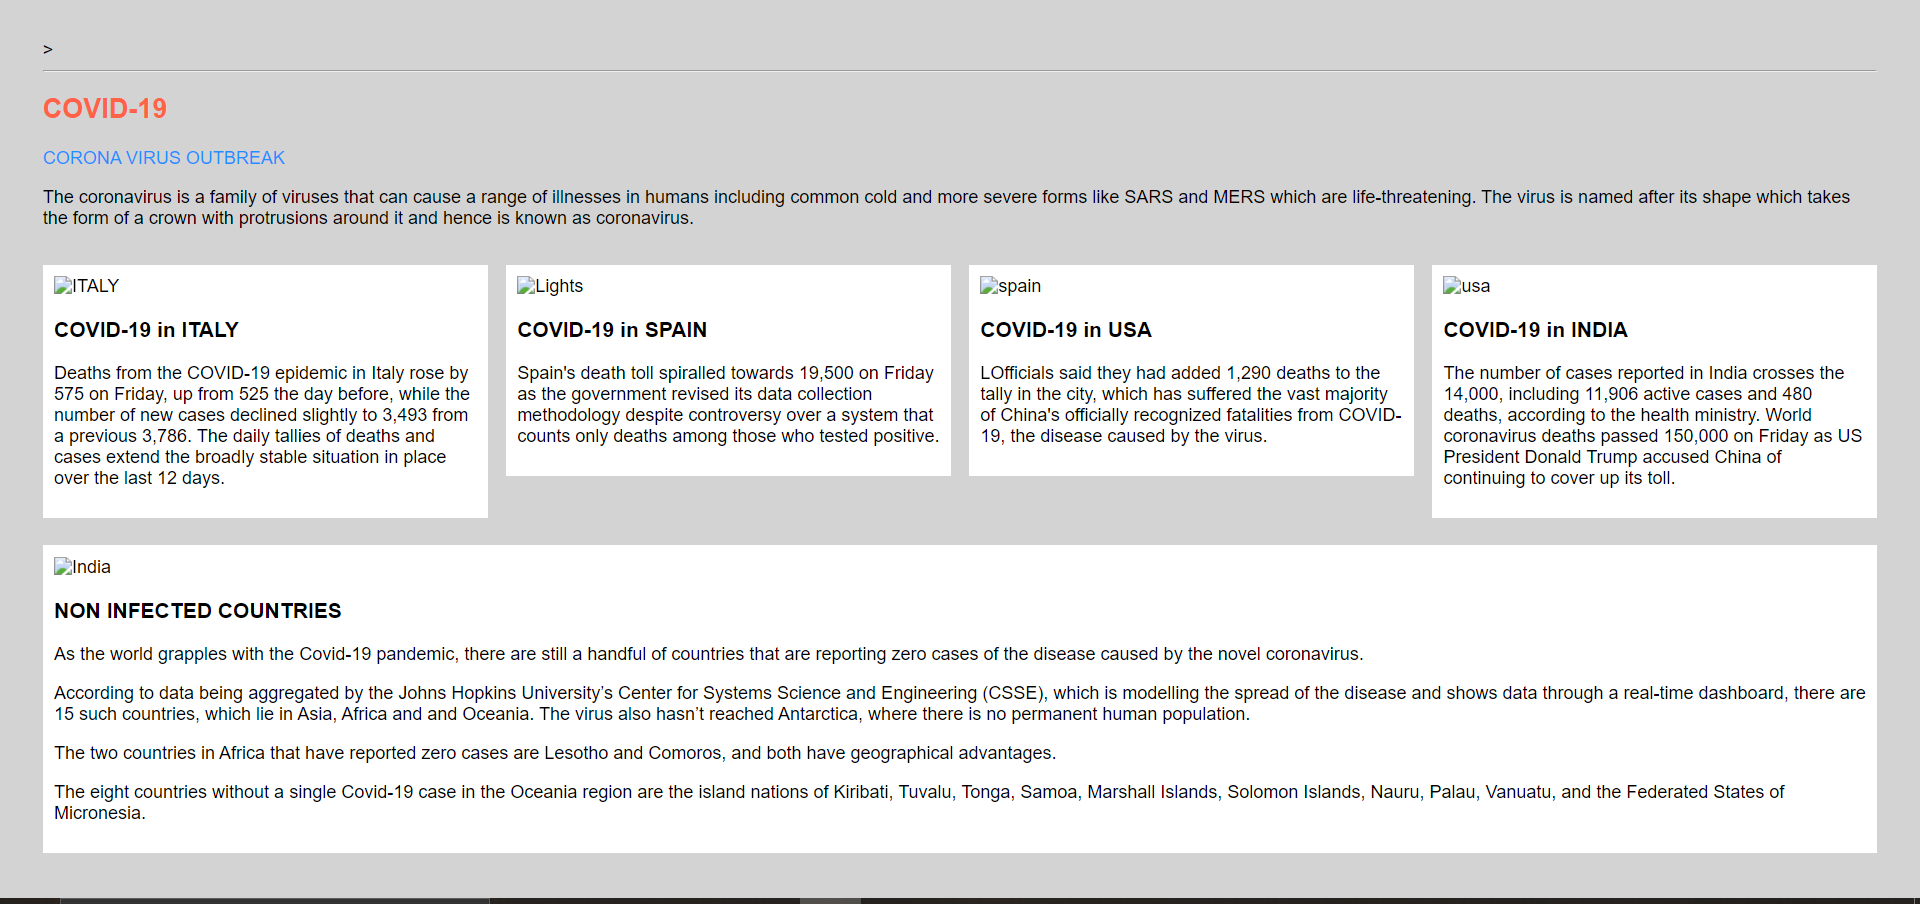 >
COVID-19
CORONA VIRUS OUTBREAK
The coronavirus is a family of viruses that can cause a range of illnesses in humans including common cold and more severe forms like SARS and MERS which are life-threatening. The virus is named after its shape which takes
the form of a crown with protrusions around it and hence is known as coronavirus.
ITALY
COVID-19 in ITALY
Deaths from the COVID-19 epidemic in Italy rose by
575 on Friday, up from 525 the day before, while the
number of new cases declined slightly to 3,493 from
a previous 3,786. The daily tallies of deaths and
cases extend the broadly stable situation in place
over the last 12 days.
Lights
COVID-19 in SPAIN
Spain's death toll spiralled towards 19,500 on Friday
as the government revised its data collection
methodology despite controversy over a system that
counts only deaths among those who tested positive.
spain
COVID-19 in USA
LOfficials said they had added 1,290 deaths to the
tally in the city, which has suffered the vast majority
of China's officially recognized fatalities from COVID-
19, the disease caused by the virus.
usa
COVID-19 in INDIA
The number of cases reported in India crosses the
14,000, including 11,906 active cases and 480
deaths, according to the health ministry. World
coronavirus deaths passed 150,000 on Friday as US
President Donald Trump accused China of
continuing to cover up its toll.
India
NON INFECTED COUNTRIES
As the world grapples with the Covid-19 pandemic, there are still a handful of countries that are reporting zero cases of the disease caused by the novel coronavirus.
According to data being aggregated by the Johns Hopkins University’s Center for Systems Science and Engineering (CSSE), which is modelling the spread of the disease and shows data through a real-time dashboard, there are
15 such countries, which lie in Asia, Africa and and Oceania. The virus also hasn’t reached Antarctica, where there is no permanent human population.
The two countries in Africa that have reported zero cases are Lesotho and Comoros, and both have geographical advantages.
The eight countries without a single Covid-19 case in the Oceania region are the island nations of Kiribati, Tuvalu, Tonga, Samoa, Marshall Islands, Solomon Islands, Nauru, Palau, Vanuatu, and the Federated States of
Micronesia.